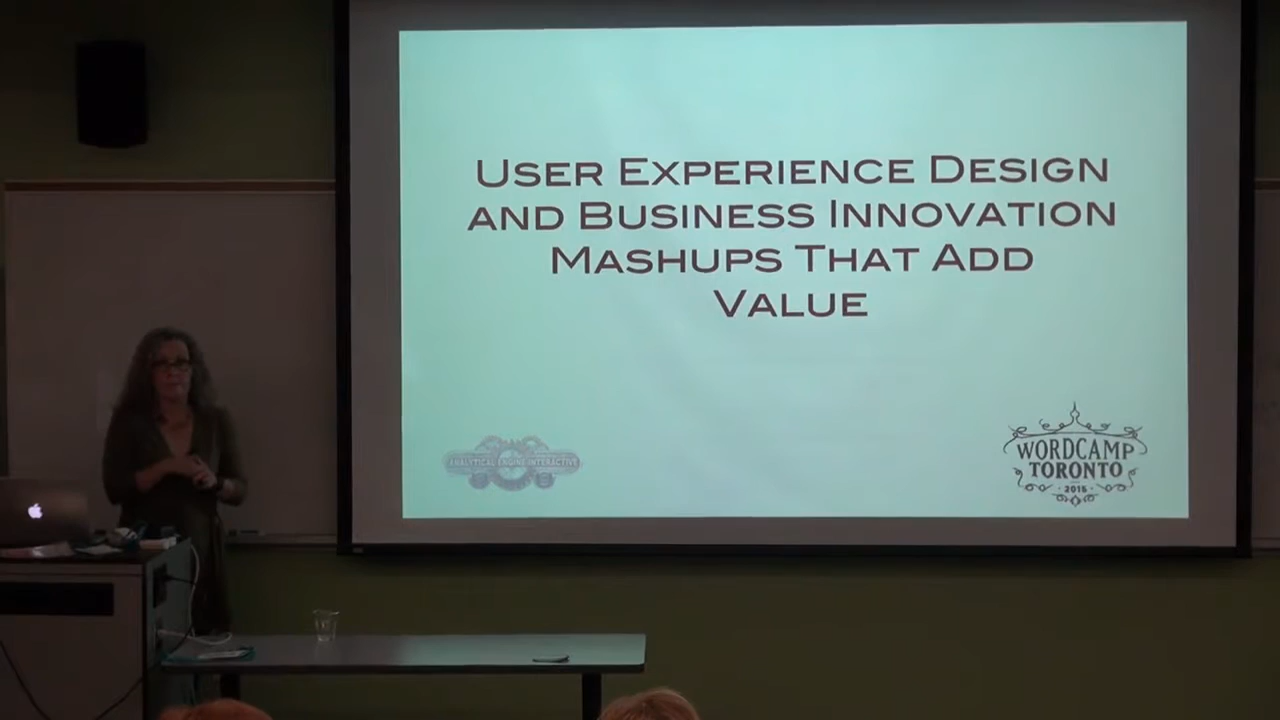 USER EXPERIENCE DESIGN
AND BUSINESS INNOVATION
MASHUPS THAT ADD
VALUE
ANALYTICAL ENGINE INTERACTIVE
WORDCAMP
TORONTO
2015